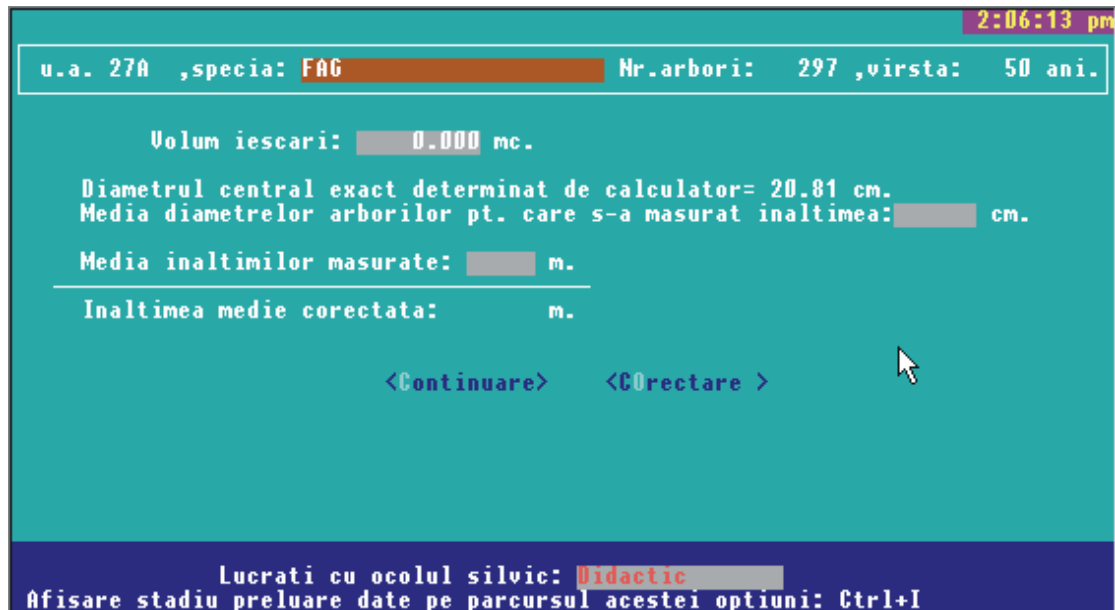 2:06:13 pm
u.a. 27A ,specia: FAG Nr.arbori: 297 ,virsta: 50 ani.
Volum iescari: 0.000 mc.
Diametrul central exact determinat de calculator= 20.81 cm.
Media diametrelor arborilor pt. care s-a masurat inaltimea: cm.
Media inaltimilor masurate: m.
Inaltimea medie corectata: m.
<Continuare> <COrectare >
Lucrati cu ocolul silvic: Didactic
Afisare stadiu preluare date pe parcursul acestei optiuni: Ctrl+I